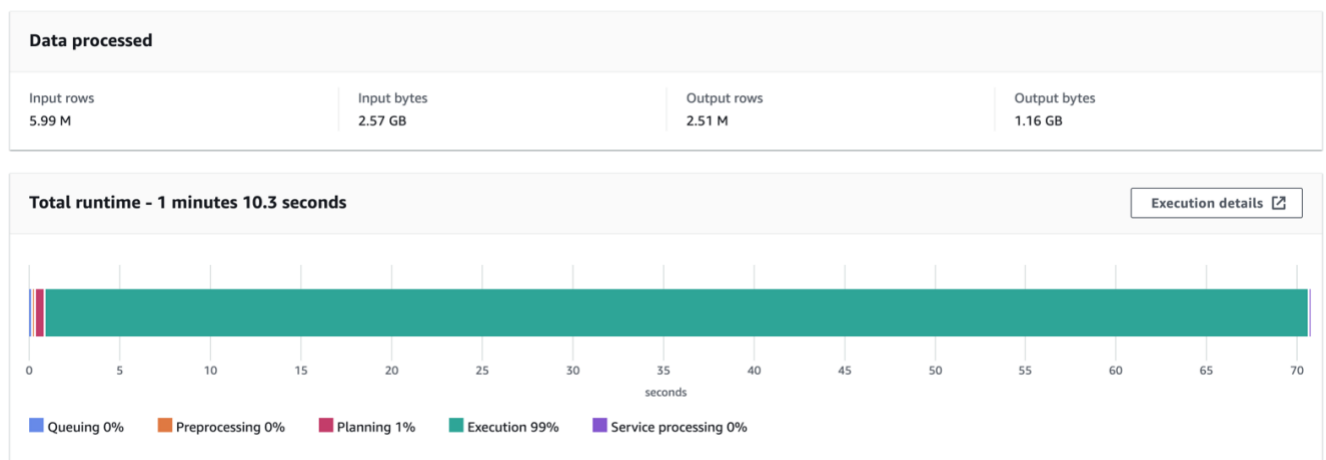 Data processed
Input rows Input bytes Output rows Output bytes
5.99 M 2.57 GB 2.51 M 1.16 GB
Total runtime - 1 minutes 10.3 seconds Execution details
0 5 10 15 20 25 30 35 40 45 50 55 60 65 70
seconds
Queuing 0% Preprocessing 0% Planning 1% Execution 99% Service processing 0%